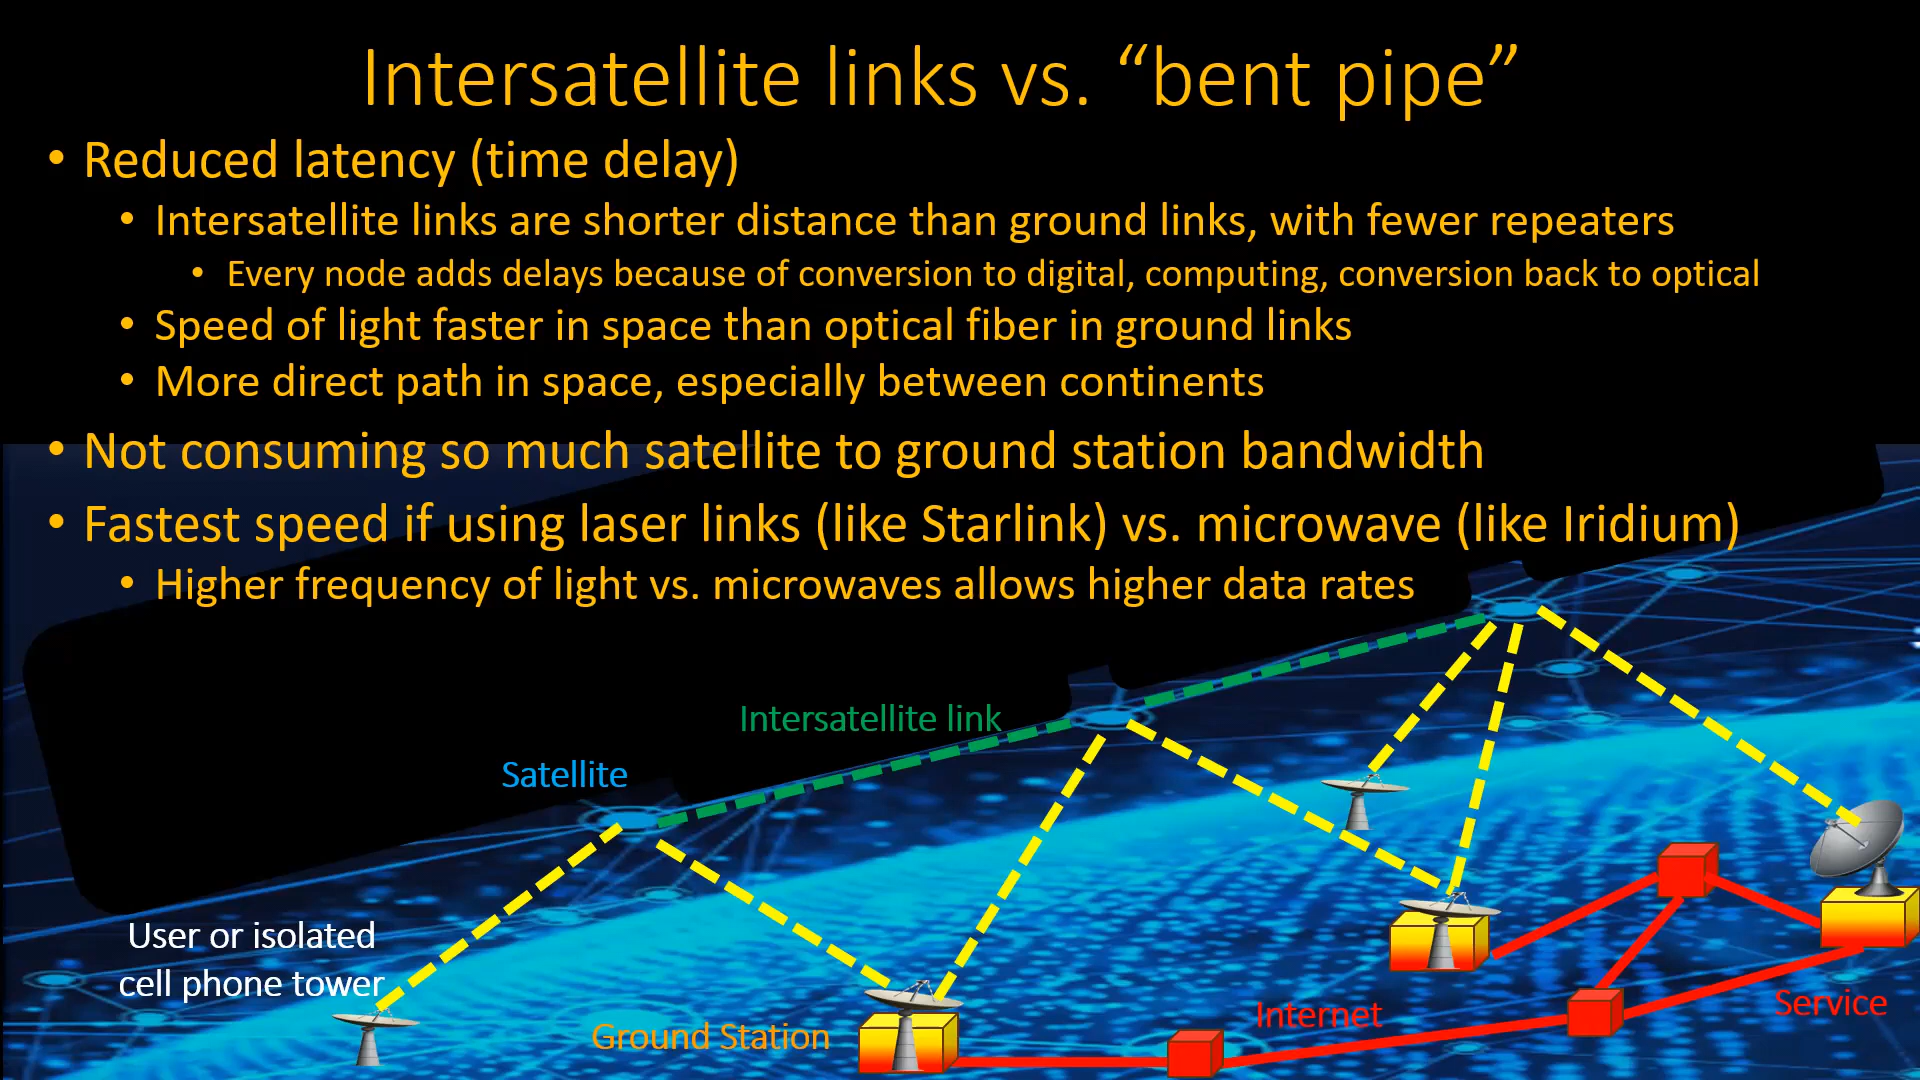 Intersatellite links vs. “bent pipe”
• Reduced latency (time delay)
• Intersatellite links are shorter distance than ground links, with fewer repeaters
• Every node adds delays because of conversion to digital, computing, conversion back to optical
• Speed of light faster in space than optical fiber in ground links
• More direct path in space, especially between continents
• Not consuming so much satellite to ground station bandwidth
• Fastest speed if using laser links (like Starlink) vs. microwave (like Iridium)
• Higher frequency of light vs. microwaves allows higher data rates
Intersatellite link
Satellite
User or isolated
cell phone tower
Ground Station
Internet
Service